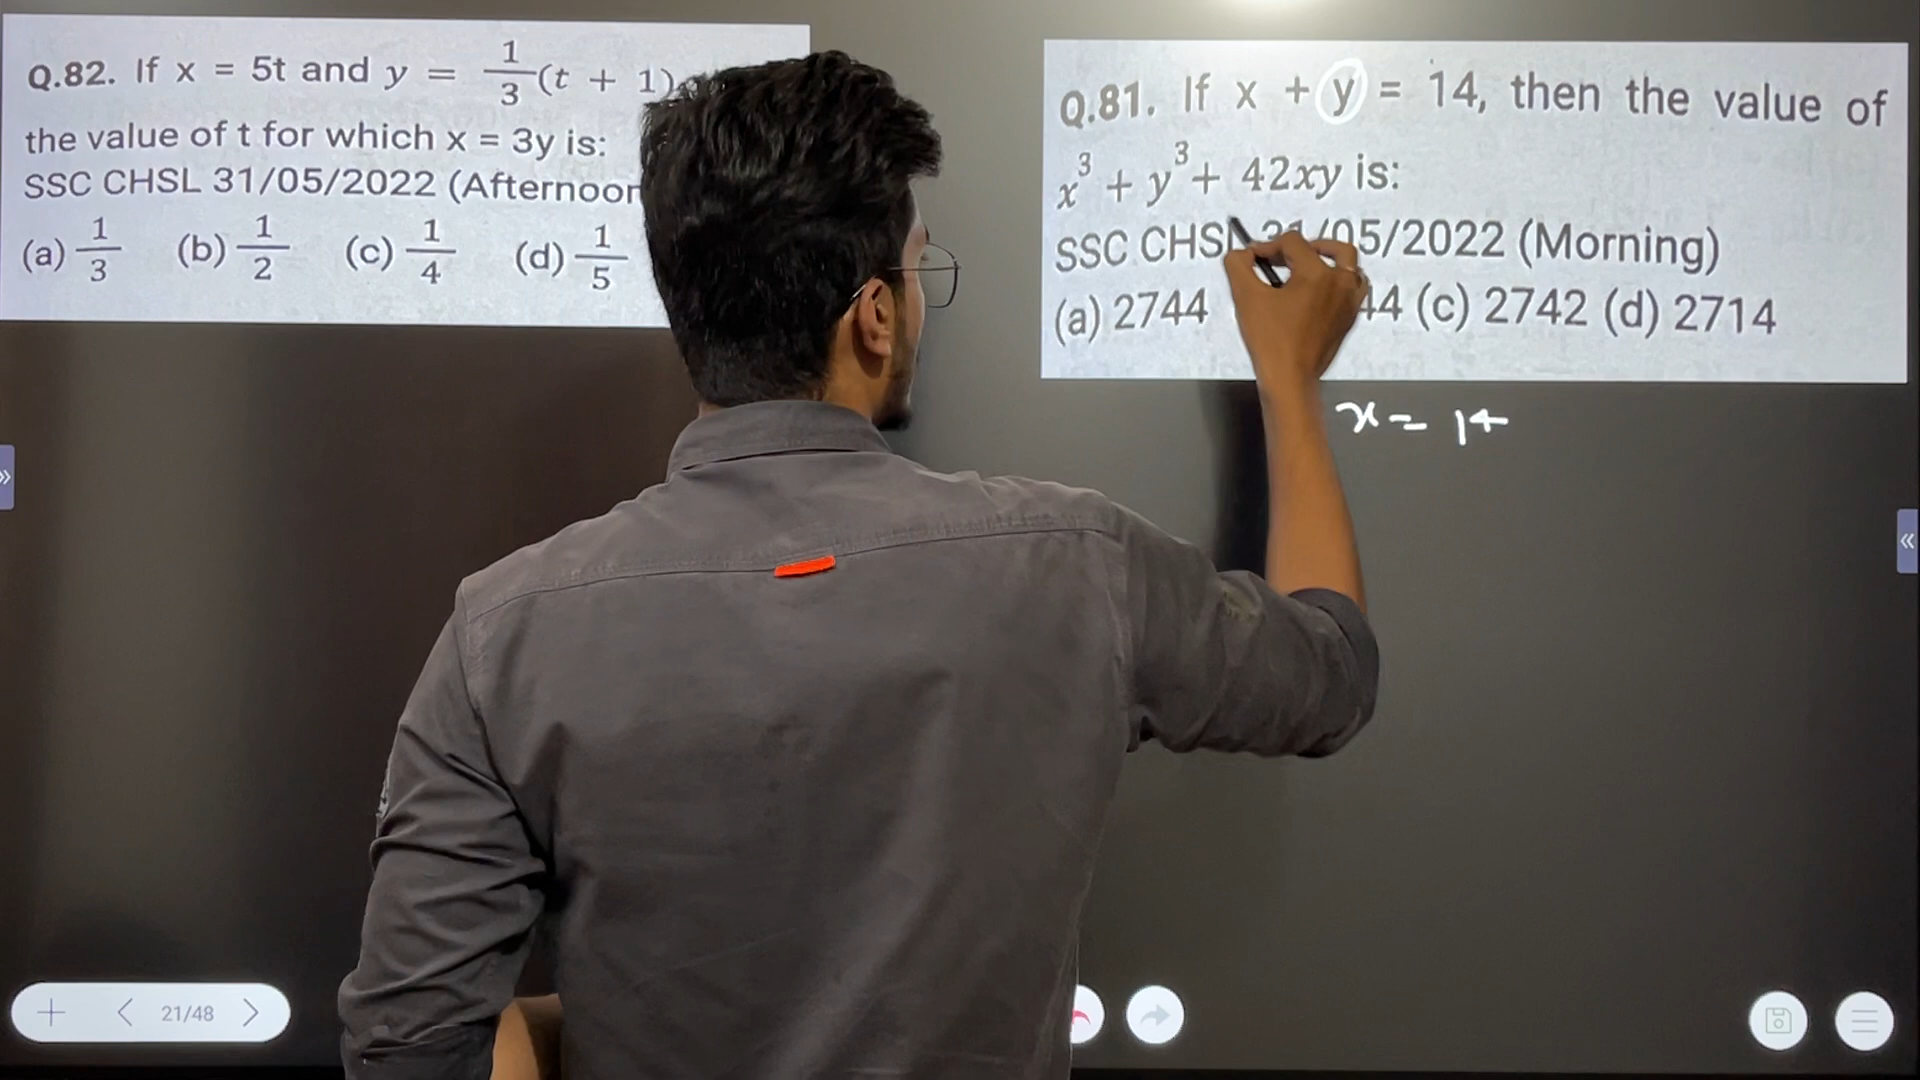 Q.82. If x = 5t and y = 1/3 (t + 1)
the value of t for which x = 3y is:
SSC CHSL 31/05/2022 (Afternoon
(a) 1/3 (b) 1/2 (c) 1/4 (d) 1/5
Q.81. If x + y = 14, then the value of
x³ + y³ + 42xy is:
SSC CHSL 31/05/2022 (Morning)
(a) 2744 44 (c) 2742 (d) 2714
x = 14
21/48